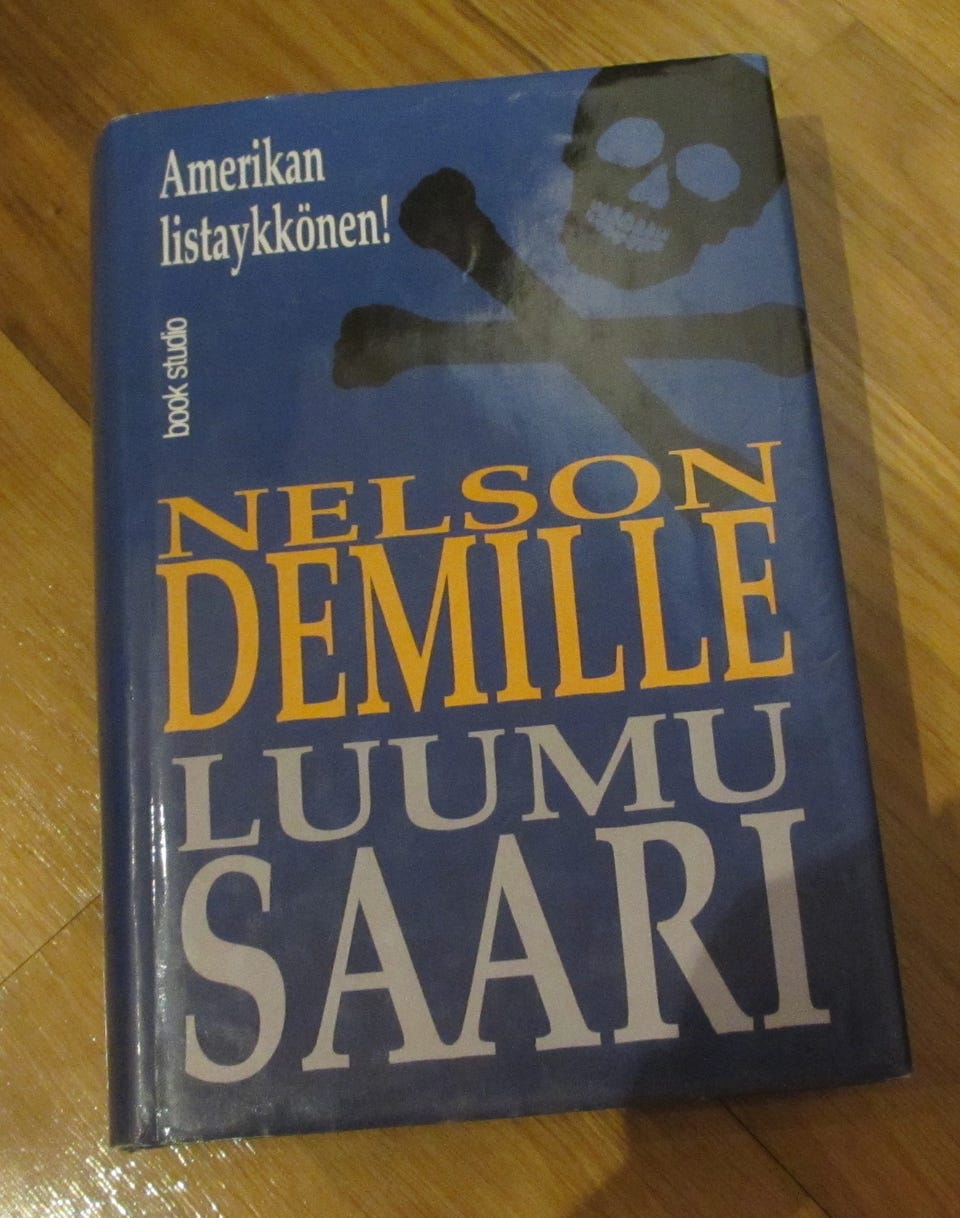 Amerikan
listaykkönen!
book studio
NELSON
DEMILLE
LUUMU
SAARI